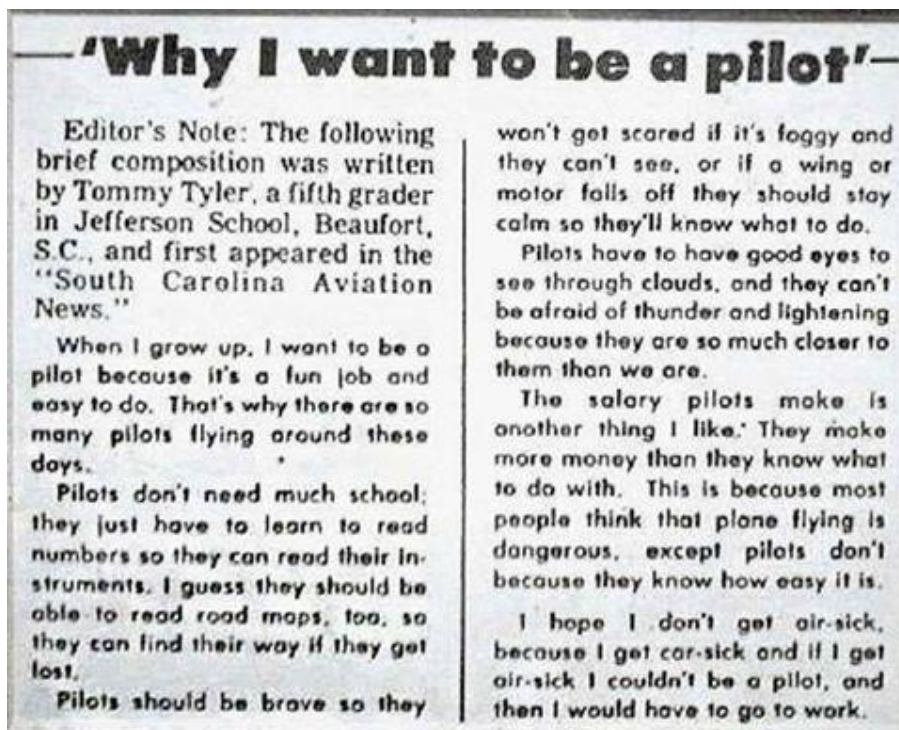 'Why I want to be a pilot'
Editor's Note: The following
brief composition was written
by Tommy Tyler, a fifth grader
in Jefferson School, Beaufort,
S.C., and first appeared in the
"South Carolina Aviation
News."
When I grow up, I want to be a
pilot because it's a fun job and
easy to do. That's why there are so
many pilots flying around these
days.
Pilots don't need much school;
they just have to learn to read
numbers so they can read their in-
struments. I guess they should be
able to read road maps, too, so
they can find their way if they get
lost.
Pilots should be brave so they
won't get scared if it's foggy and
they can't see, or if a wing or
motor falls off they should stay
calm so they'll know what to do.
Pilots have to have good eyes to
see through clouds, and they can't
be afraid of thunder and lightening
because they are so much closer to
them than we are.
The salary pilots make is
another thing I like. They make
more money than they know what
to do with. This is because most
people think that plane flying is
dangerous, except pilots don't
because they know how easy it is.
I hope I don't get air-sick,
because I get car-sick and if I get
air-sick I couldn't be a pilot, and
then I would have to go to work.